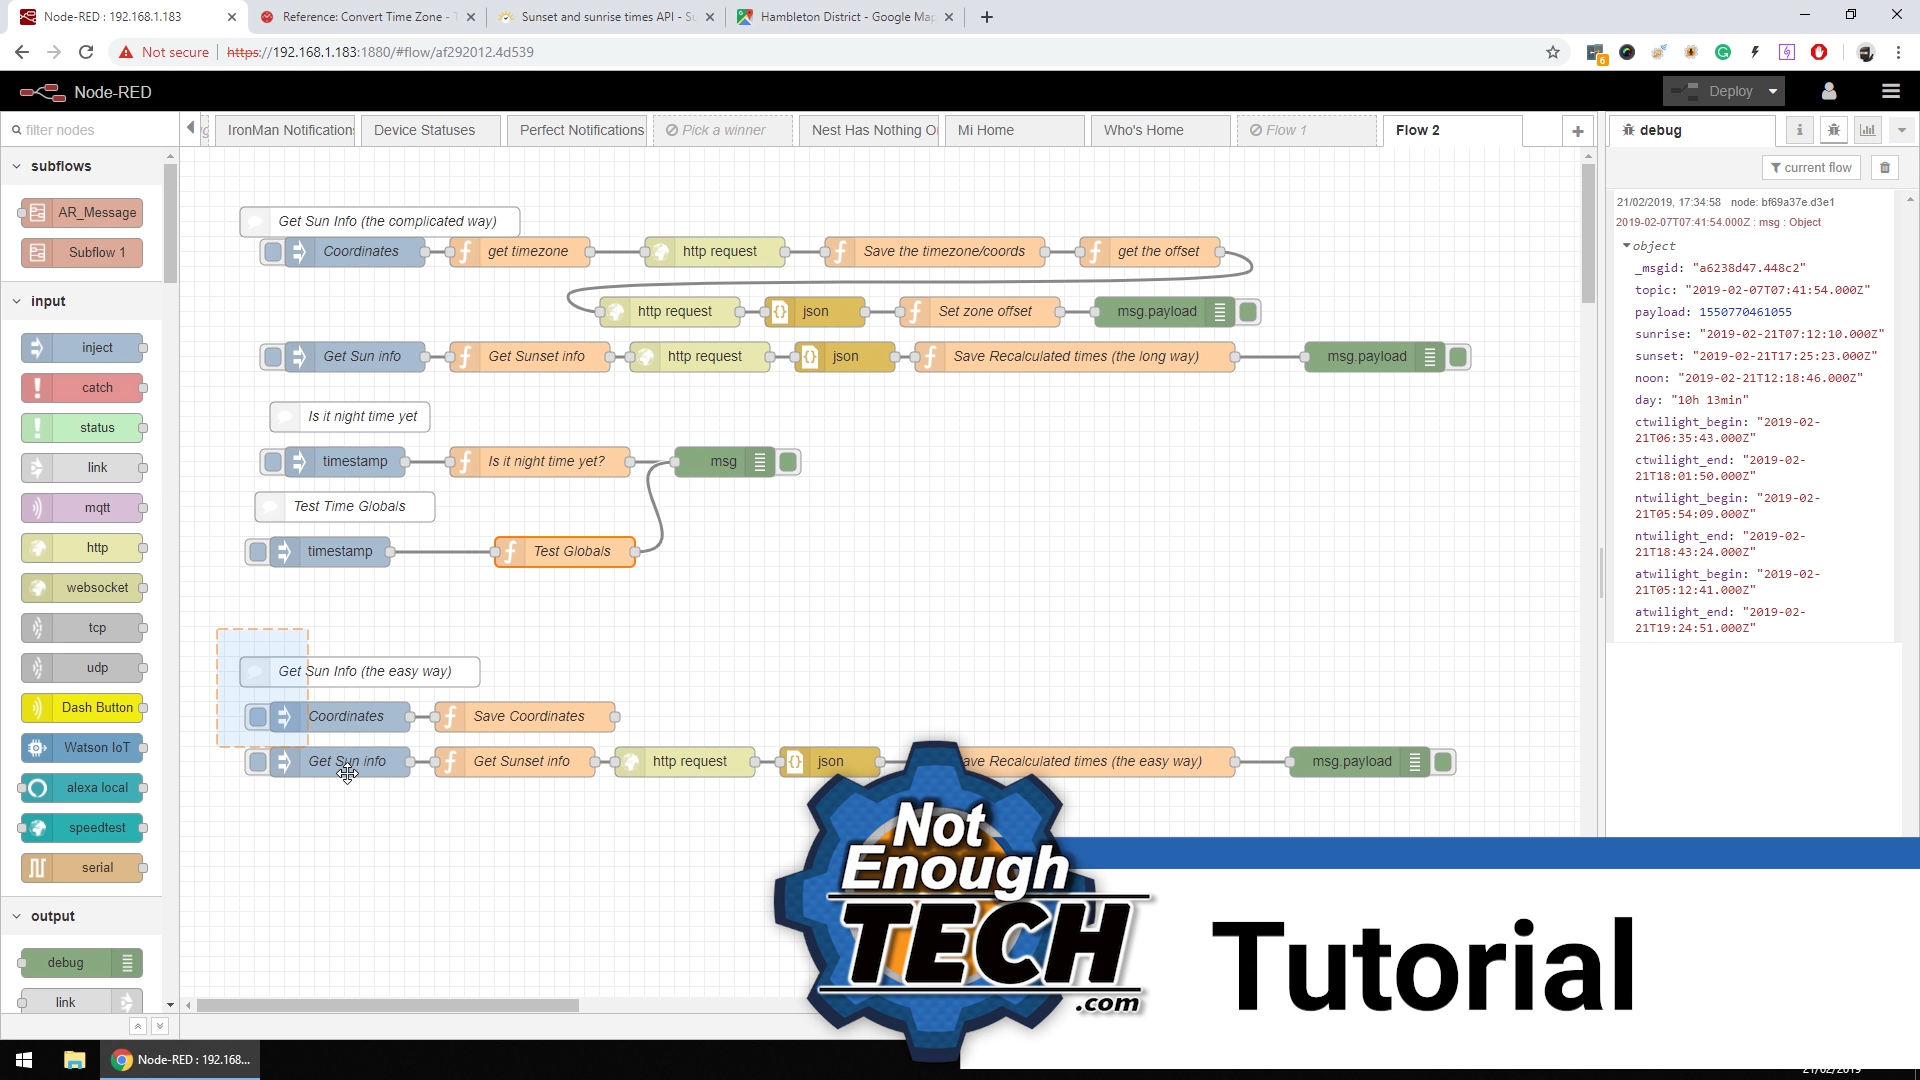 Node-RED : 192.168.1.183
Reference: Convert Time Zone - T
Sunset and sunrise times API - Su
Hambleton District - Google Map
Not secure
https://192.168.1.183:1880/#flow/af292012.4d539
6
Node-RED
Deploy
filter nodes
IronMan Notifications
Device Statuses
Perfect Notifications
Pick a winner
Nest Has Nothing O
Mi Home
Who's Home
Flow 1
Flow 2
debug
current flow
subflows
AR_Message
Subflow 1
input
inject
catch
status
link
mqtt
http
websocket
tcp
udp
Dash Button
Watson IoT
alexa local
speedtest
serial
output
debug
link
Get Sun Info (the complicated way)
Coordinates
get timezone
http request
Save the timezone/coords
get the offset
http request
json
Set zone offset
msg.payload
Get Sun info
Get Sunset info
http request
json
Save Recalculated times (the long way)
msg.payload
Is it night time yet
timestamp
Is it night time yet?
msg
Test Time Globals
timestamp
Test Globals
Get Sun Info (the easy way)
Coordinates
Save Coordinates
Get Sun info
Get Sunset info
http request
json
ave Recalculated times (the easy way)
msg.payload
21/02/2019, 17:34:58 node: bf69a37e.d3e1
2019-02-07T07:41:54.000Z : msg : Object
object
_msgid: "a6238d47.448c2"
topic: "2019-02-07T07:41:54.000Z"
payload: 1550770461055
sunrise: "2019-02-21T07:12:10.000Z"
sunset: "2019-02-21T17:25:23.000Z"
noon: "2019-02-21T12:18:46.000Z"
day: "10h 13min"
ctwilight_begin: "2019-02-
21T06:35:43.000Z"
ctwilight_end: "2019-02-
21T18:01:50.000Z"
ntwilight_begin: "2019-02-
21T05:54:09.000Z"
ntwilight_end: "2019-02-
21T18:43:24.000Z"
atwilight_begin: "2019-02-
21T05:12:41.000Z"
atwilight_end: "2019-02-
21T19:24:51.000Z"
Not
Enough
TECH
.com
Tutorial
Node-RED : 192.168...
21/02/2019